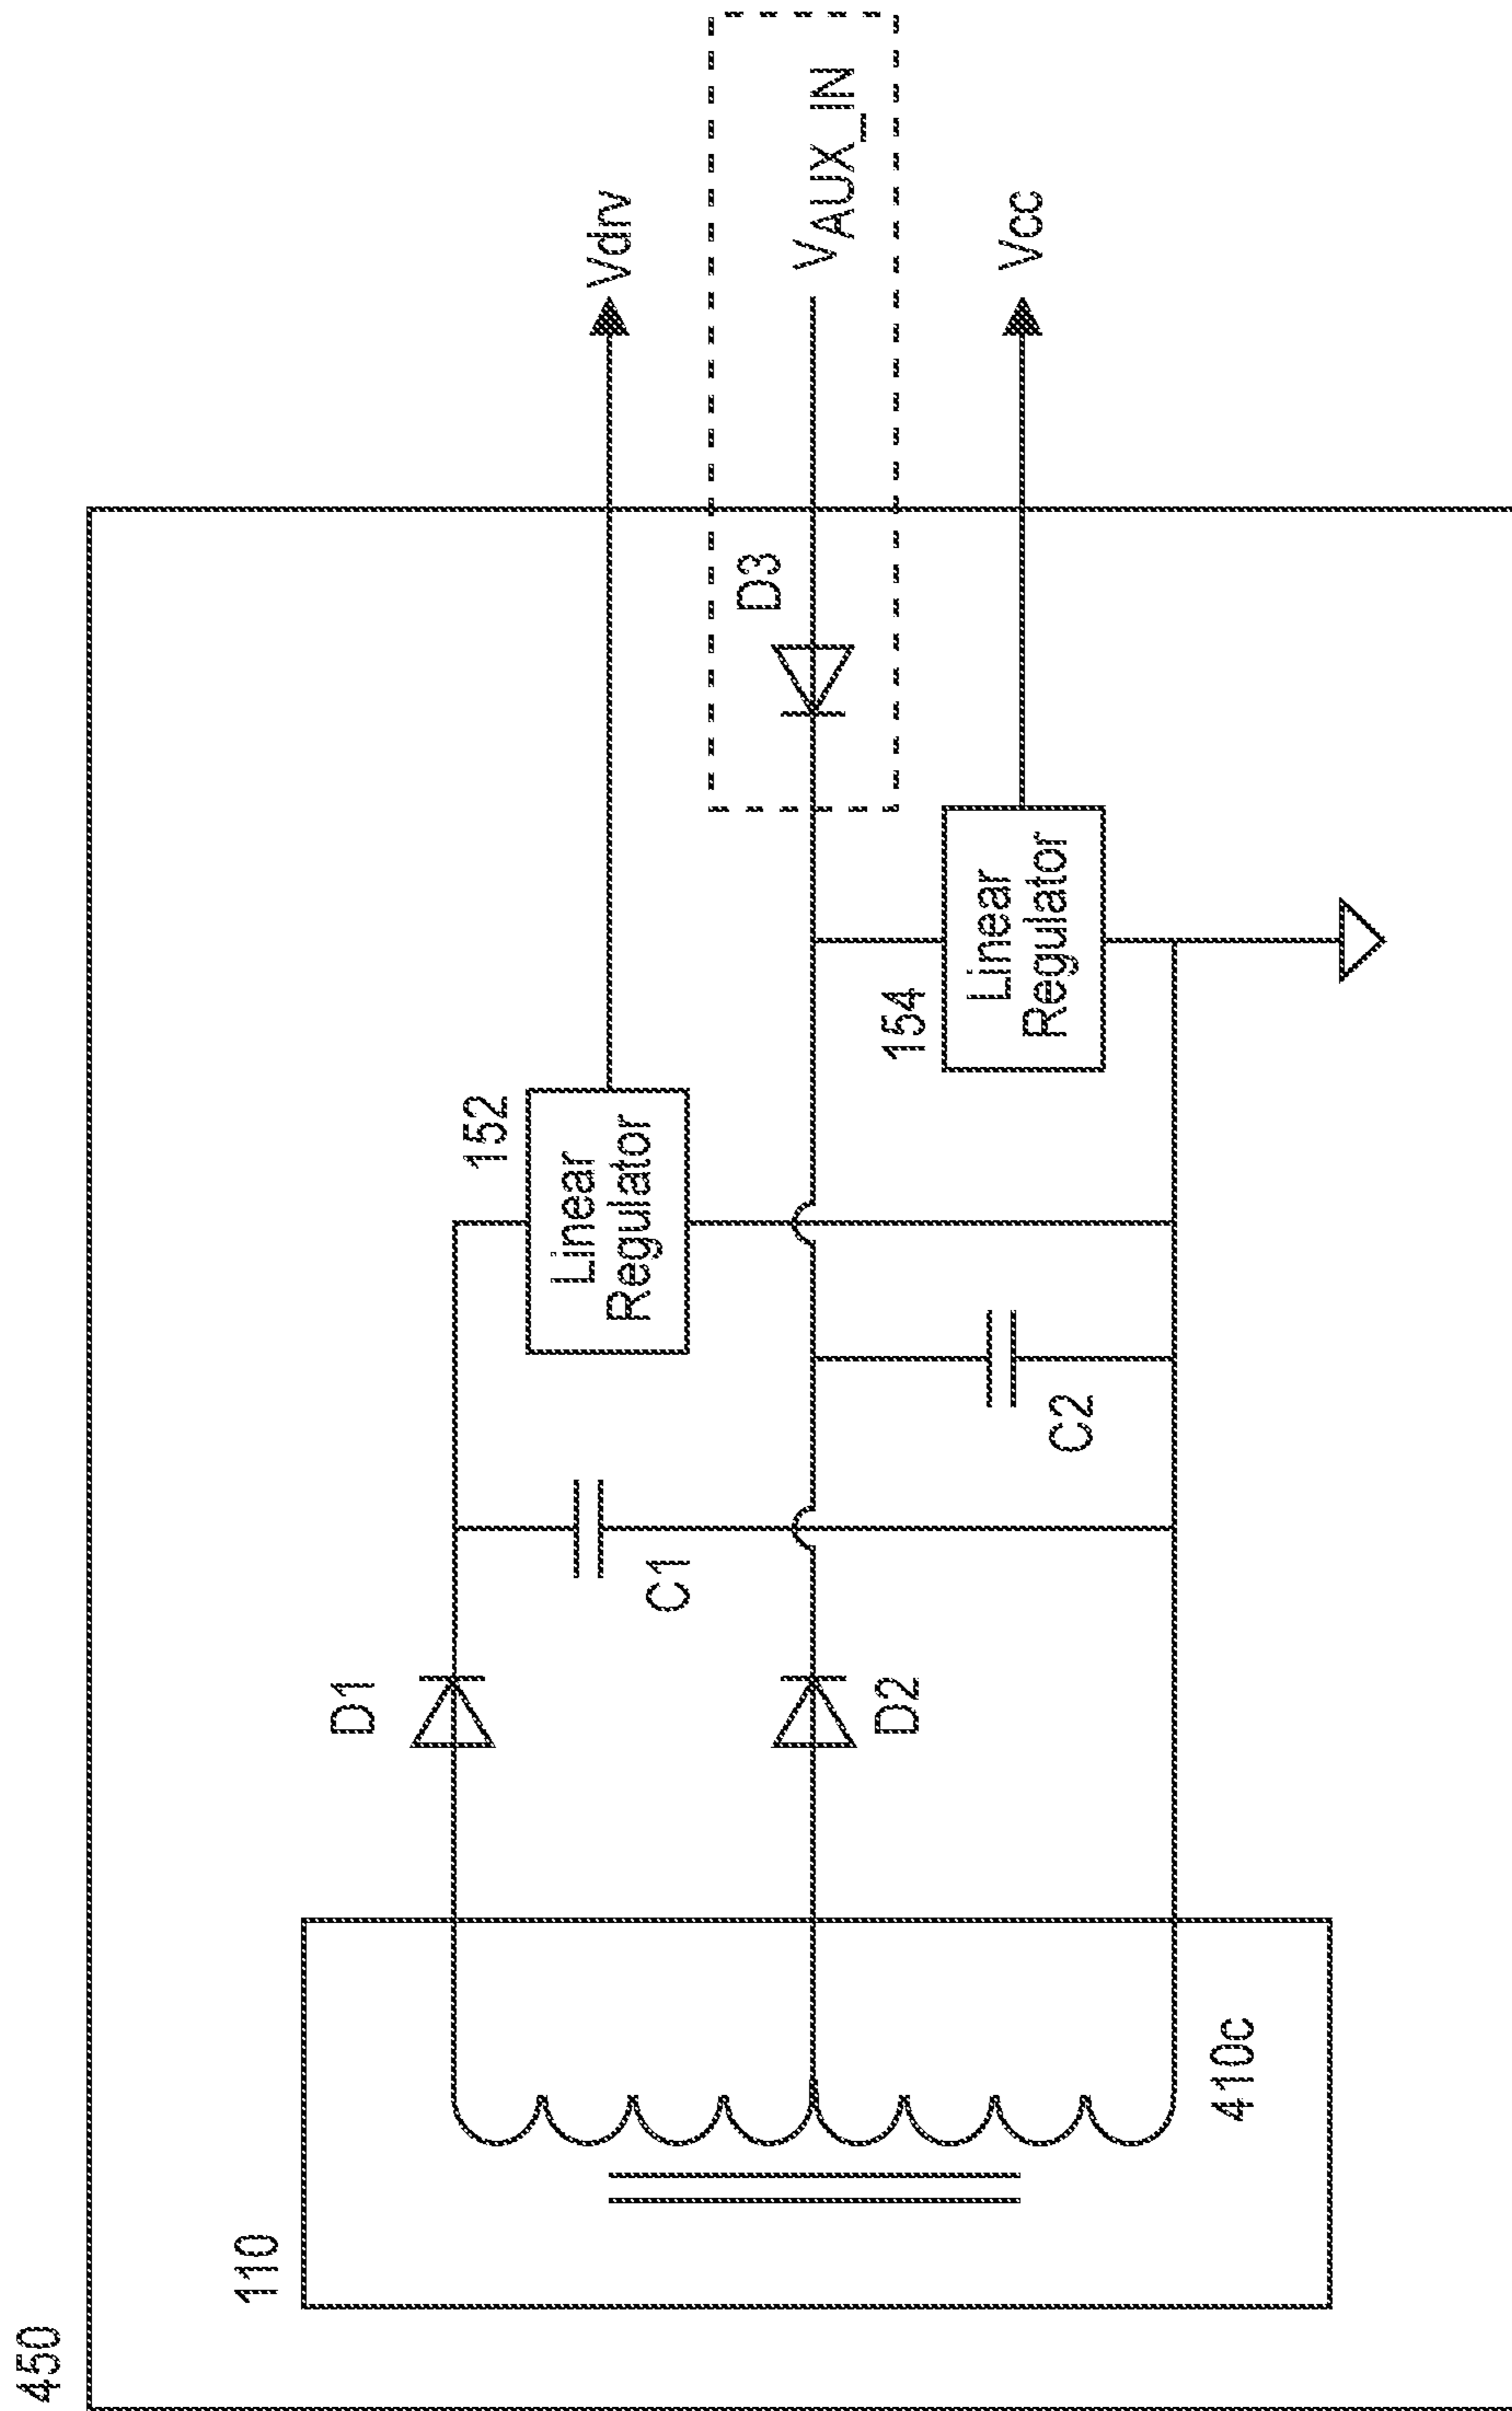 450
110
410c
D1
D2
C1
C2
152
Linear
Regulator
154
Linear
Regulator
D3
Vdrv
VAUX_IN
Vcc